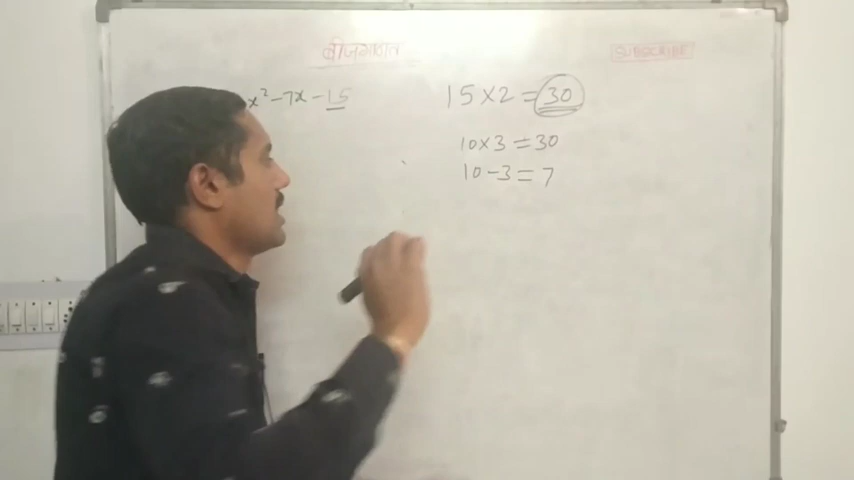 बीजगणित
SUBSCRIBE
x² - 7x - 15
15 × 2 = 30
10 × 3 = 30
10 - 3 = 7